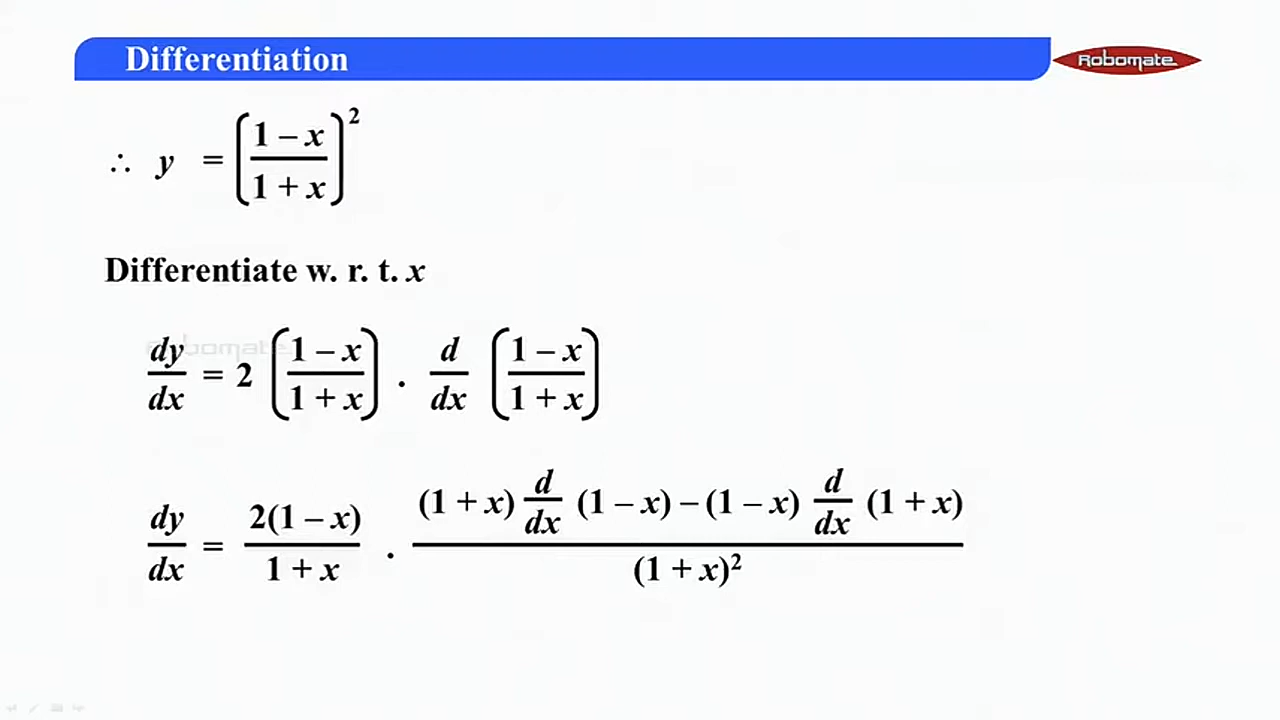 Differentiation
Robomate
∴ y = ((1 – x)/(1 + x))²
Differentiate w. r. t. x
Robomate
dy/dx = 2 ((1 – x)/(1 + x)) . d/dx ((1 – x)/(1 + x))
dy/dx = 2(1 – x)/(1 + x) . ((1 + x) d/dx (1 – x) – (1 – x) d/dx (1 + x))/(1 + x)²